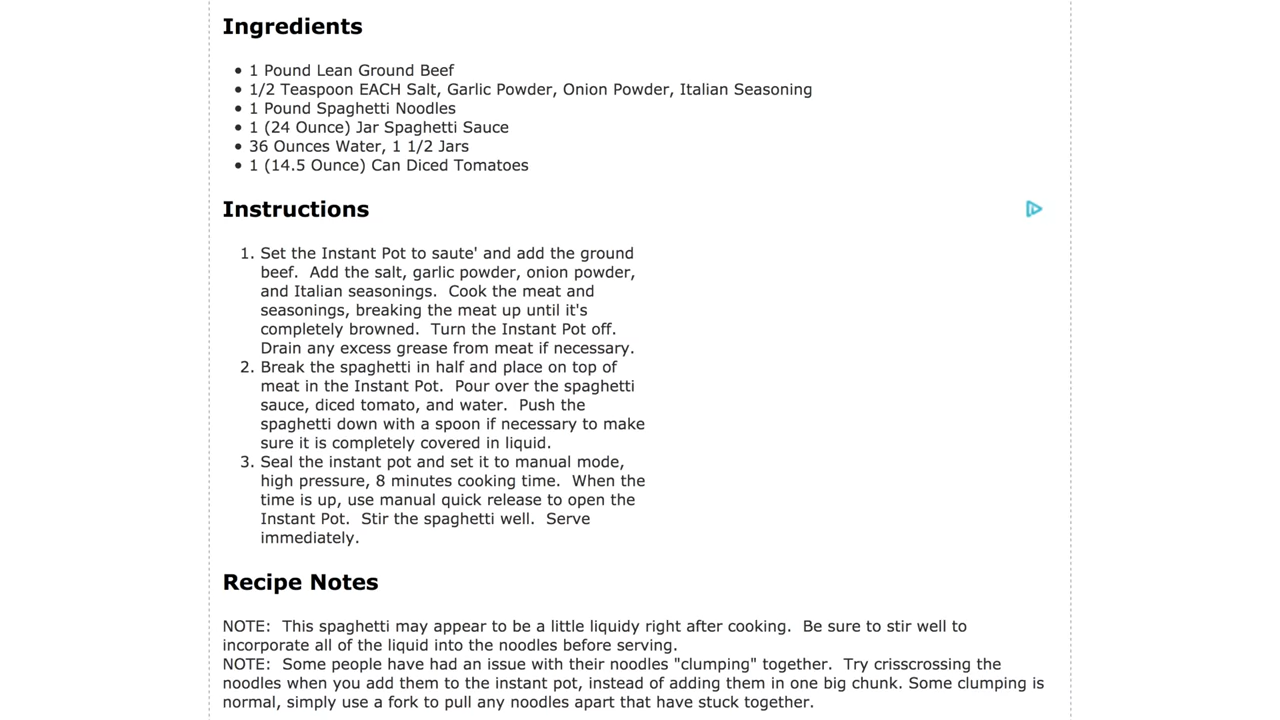 Ingredients
• 1 Pound Lean Ground Beef
• 1/2 Teaspoon EACH Salt, Garlic Powder, Onion Powder, Italian Seasoning
• 1 Pound Spaghetti Noodles
• 1 (24 Ounce) Jar Spaghetti Sauce
• 36 Ounces Water, 1 1/2 Jars
• 1 (14.5 Ounce) Can Diced Tomatoes
Instructions
1. Set the Instant Pot to saute' and add the ground
beef.  Add the salt, garlic powder, onion powder,
and Italian seasonings.  Cook the meat and
seasonings, breaking the meat up until it's
completely browned.  Turn the Instant Pot off.
Drain any excess grease from meat if necessary.
2. Break the spaghetti in half and place on top of
meat in the Instant Pot.  Pour over the spaghetti
sauce, diced tomato, and water.  Push the
spaghetti down with a spoon if necessary to make
sure it is completely covered in liquid.
3. Seal the instant pot and set it to manual mode,
high pressure, 8 minutes cooking time.  When the
time is up, use manual quick release to open the
Instant Pot.  Stir the spaghetti well.  Serve
immediately.
Recipe Notes
NOTE:  This spaghetti may appear to be a little liquidy right after cooking.  Be sure to stir well to
incorporate all of the liquid into the noodles before serving.
NOTE:  Some people have had an issue with their noodles "clumping" together.  Try crisscrossing the
noodles when you add them to the instant pot, instead of adding them in one big chunk. Some clumping is
normal, simply use a fork to pull any noodles apart that have stuck together.